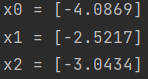 x0 = [-4.0869]
x1 = [-2.5217]
x2 = [-3.0434]